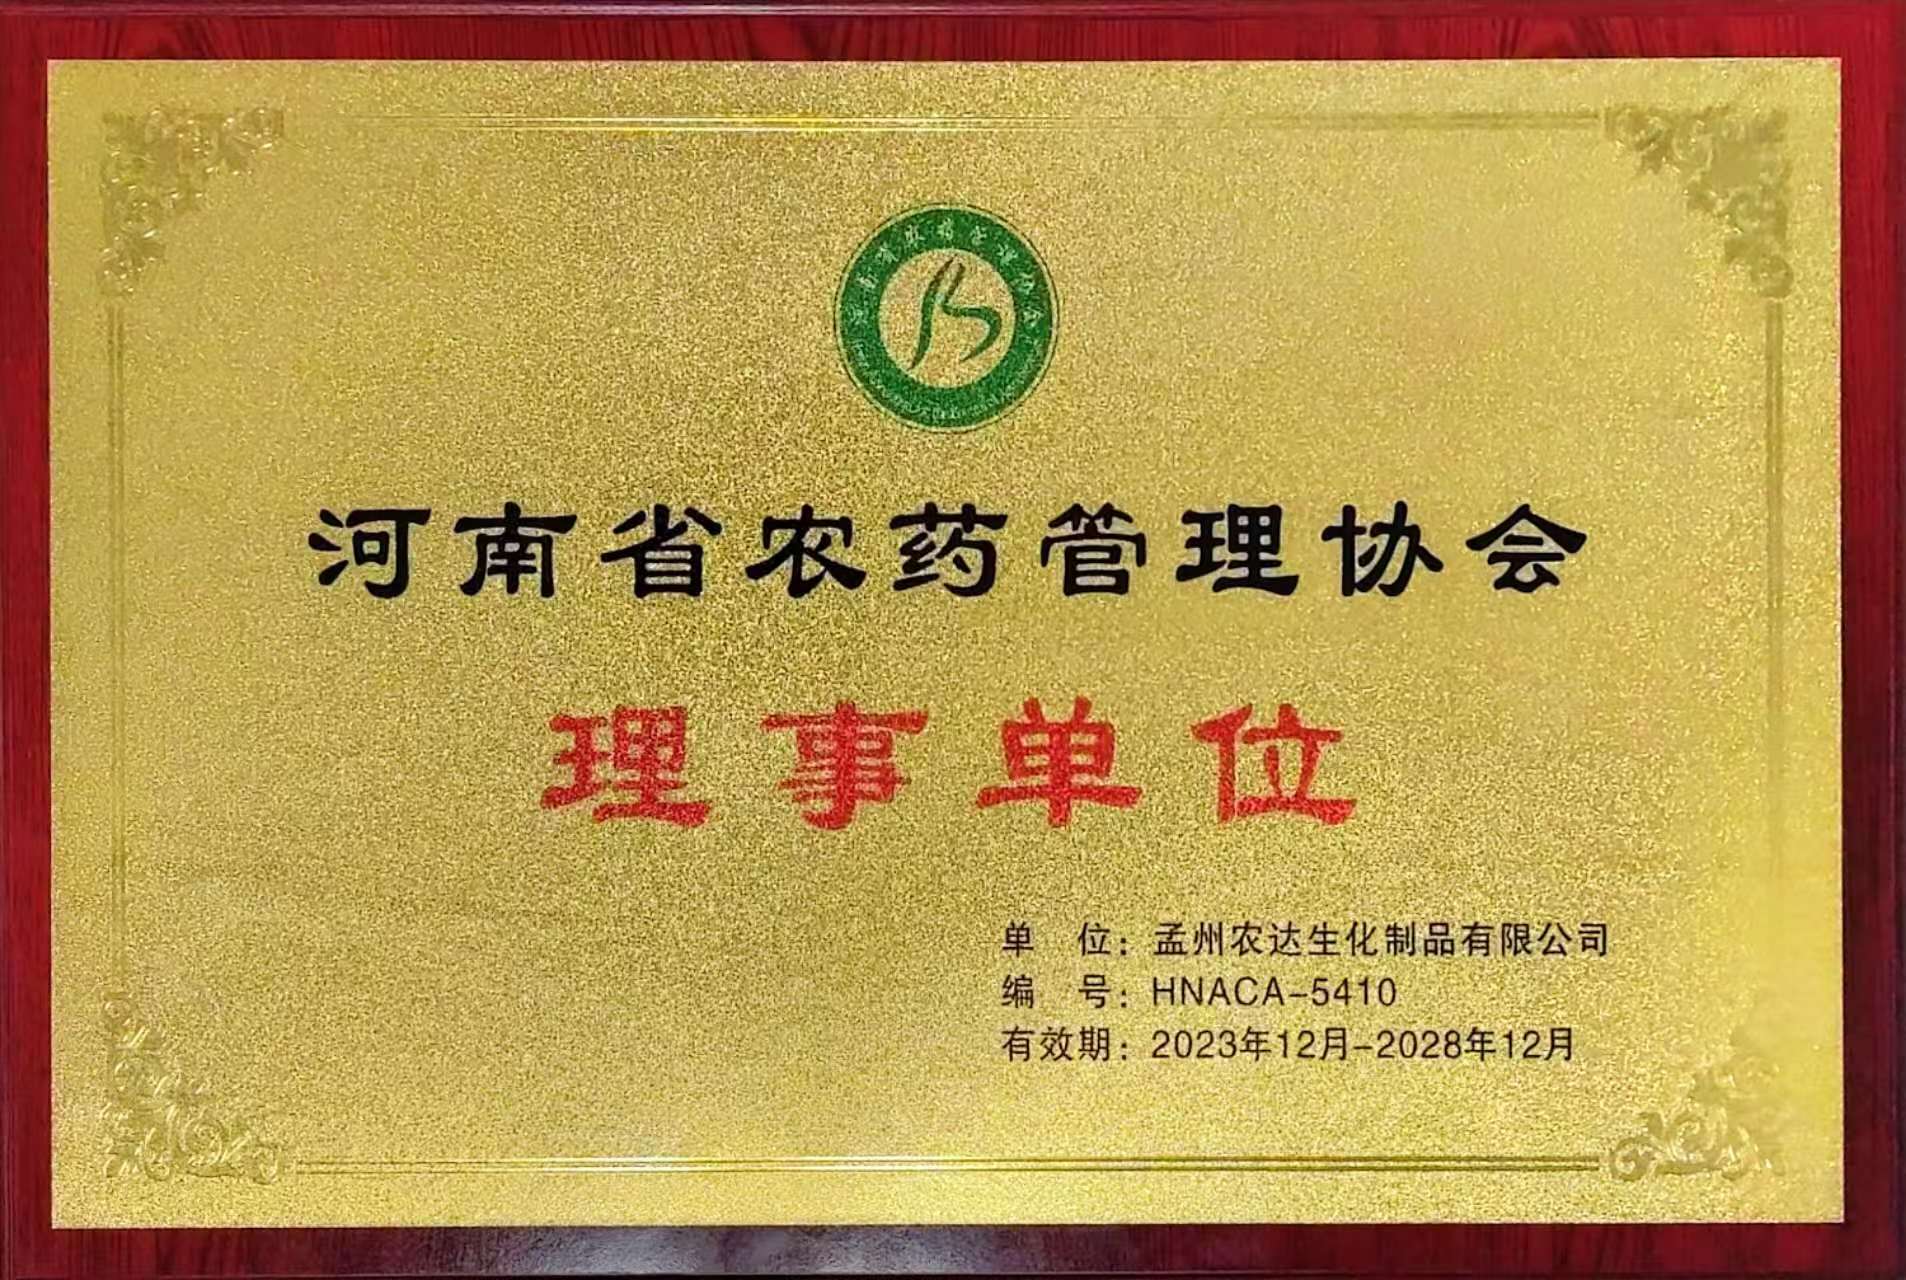 河南省农药管理协会
理事单位
单　位：孟州农达生化制品有限公司
编　号：HNACA-5410
有效期：2023年12月-2028年12月